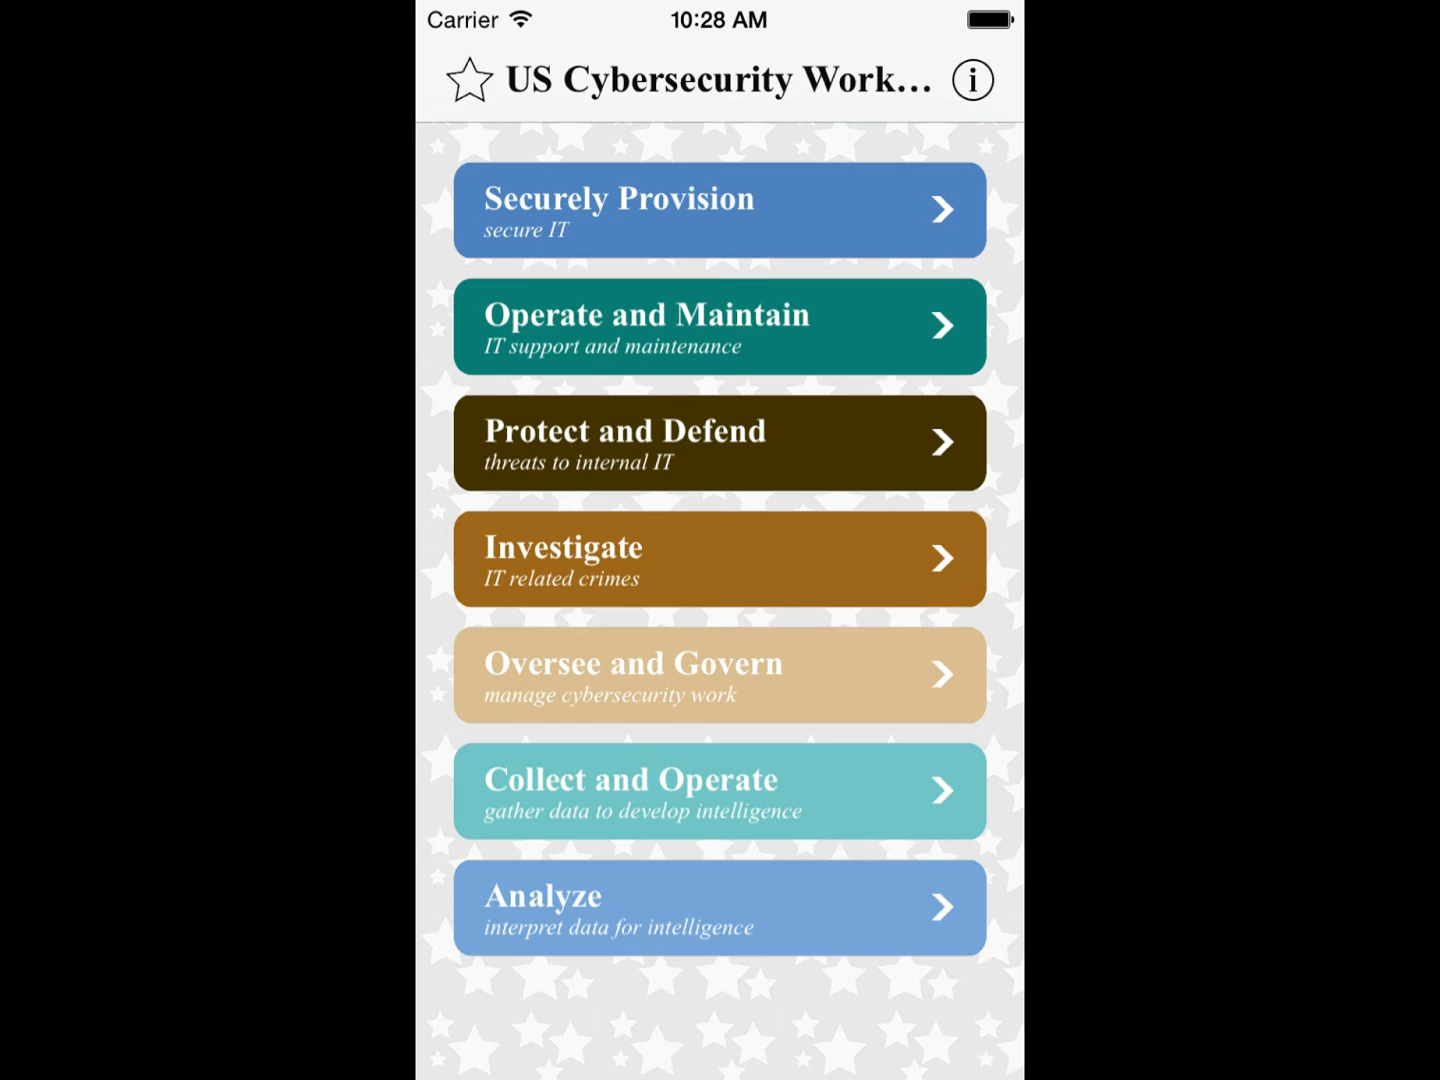 Carrier 10:28 AM
US Cybersecurity Work...
Securely Provision
secure IT
Operate and Maintain
IT support and maintenance
Protect and Defend
threats to internal IT
Investigate
IT related crimes
Oversee and Govern
manage cybersecurity work
Collect and Operate
gather data to develop intelligence
Analyze
interpret data for intelligence